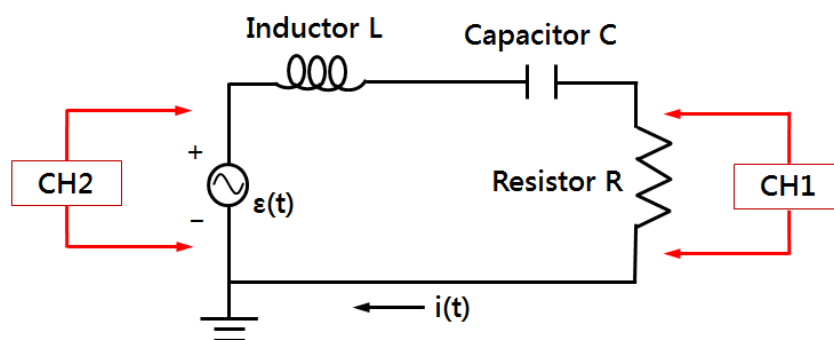 Inductor L
Capacitor C
CH2
+
ε(t)
−
Resistor R
CH1
i(t)